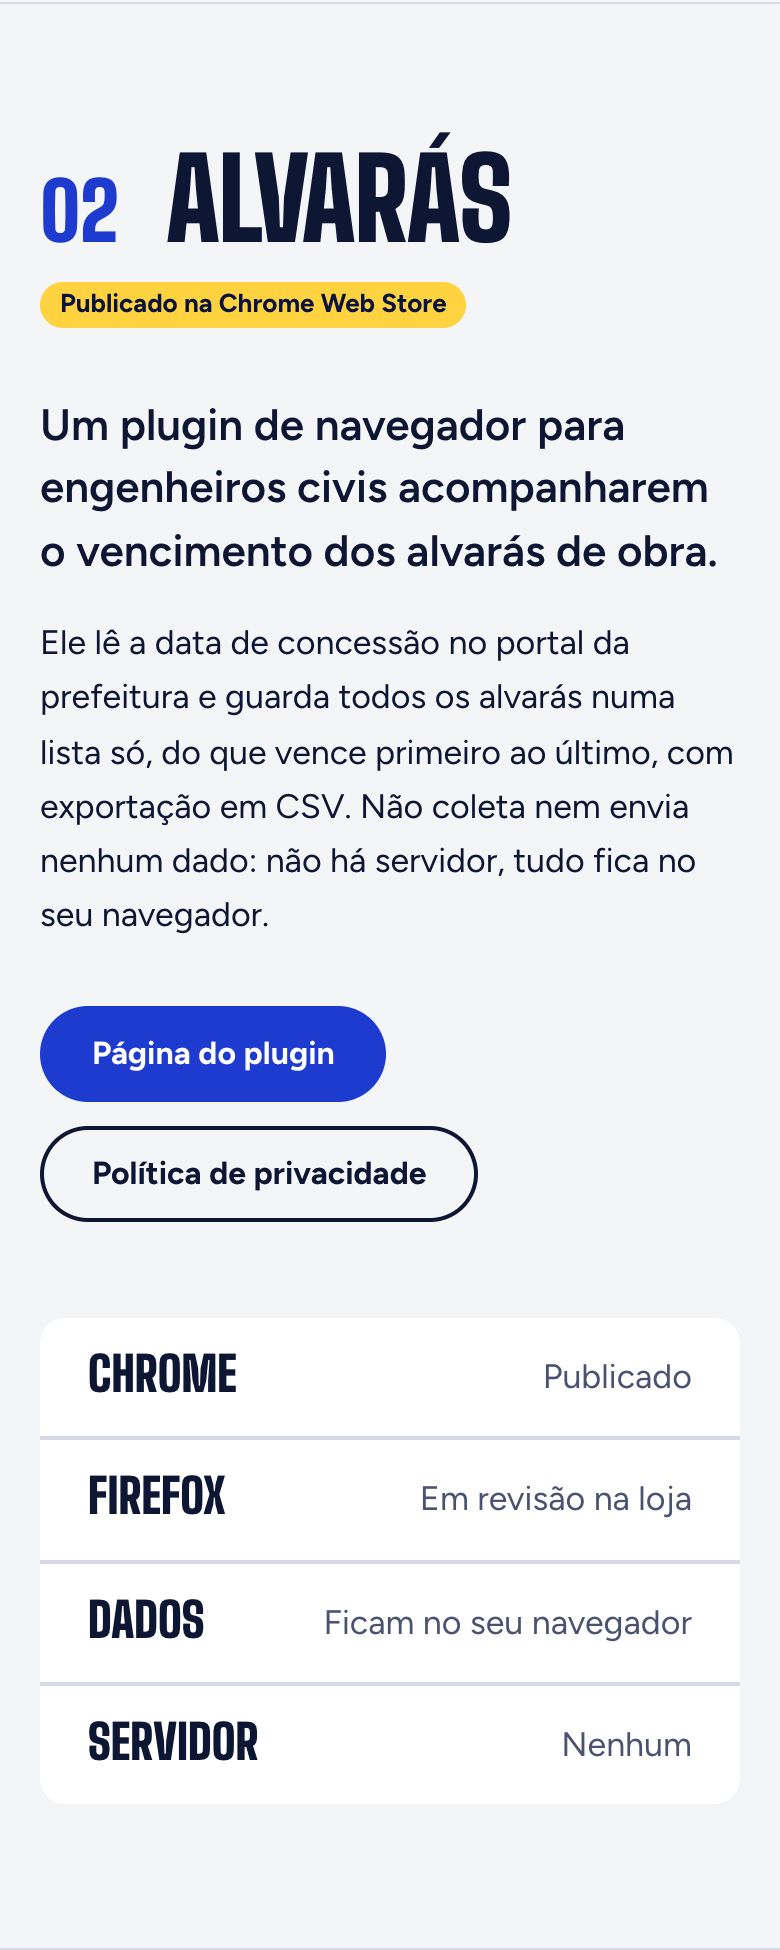 02 ALVARÁS
Publicado na Chrome Web Store
Um plugin de navegador para
engenheiros civis acompanharem
o vencimento dos alvarás de obra.
Ele lê a data de concessão no portal da
prefeitura e guarda todos os alvarás numa
lista só, do que vence primeiro ao último, com
exportação em CSV. Não coleta nem envia
nenhum dado: não há servidor, tudo fica no
seu navegador.
Página do plugin
Política de privacidade
CHROME Publicado
FIREFOX Em revisão na loja
DADOS Ficam no seu navegador
SERVIDOR Nenhum